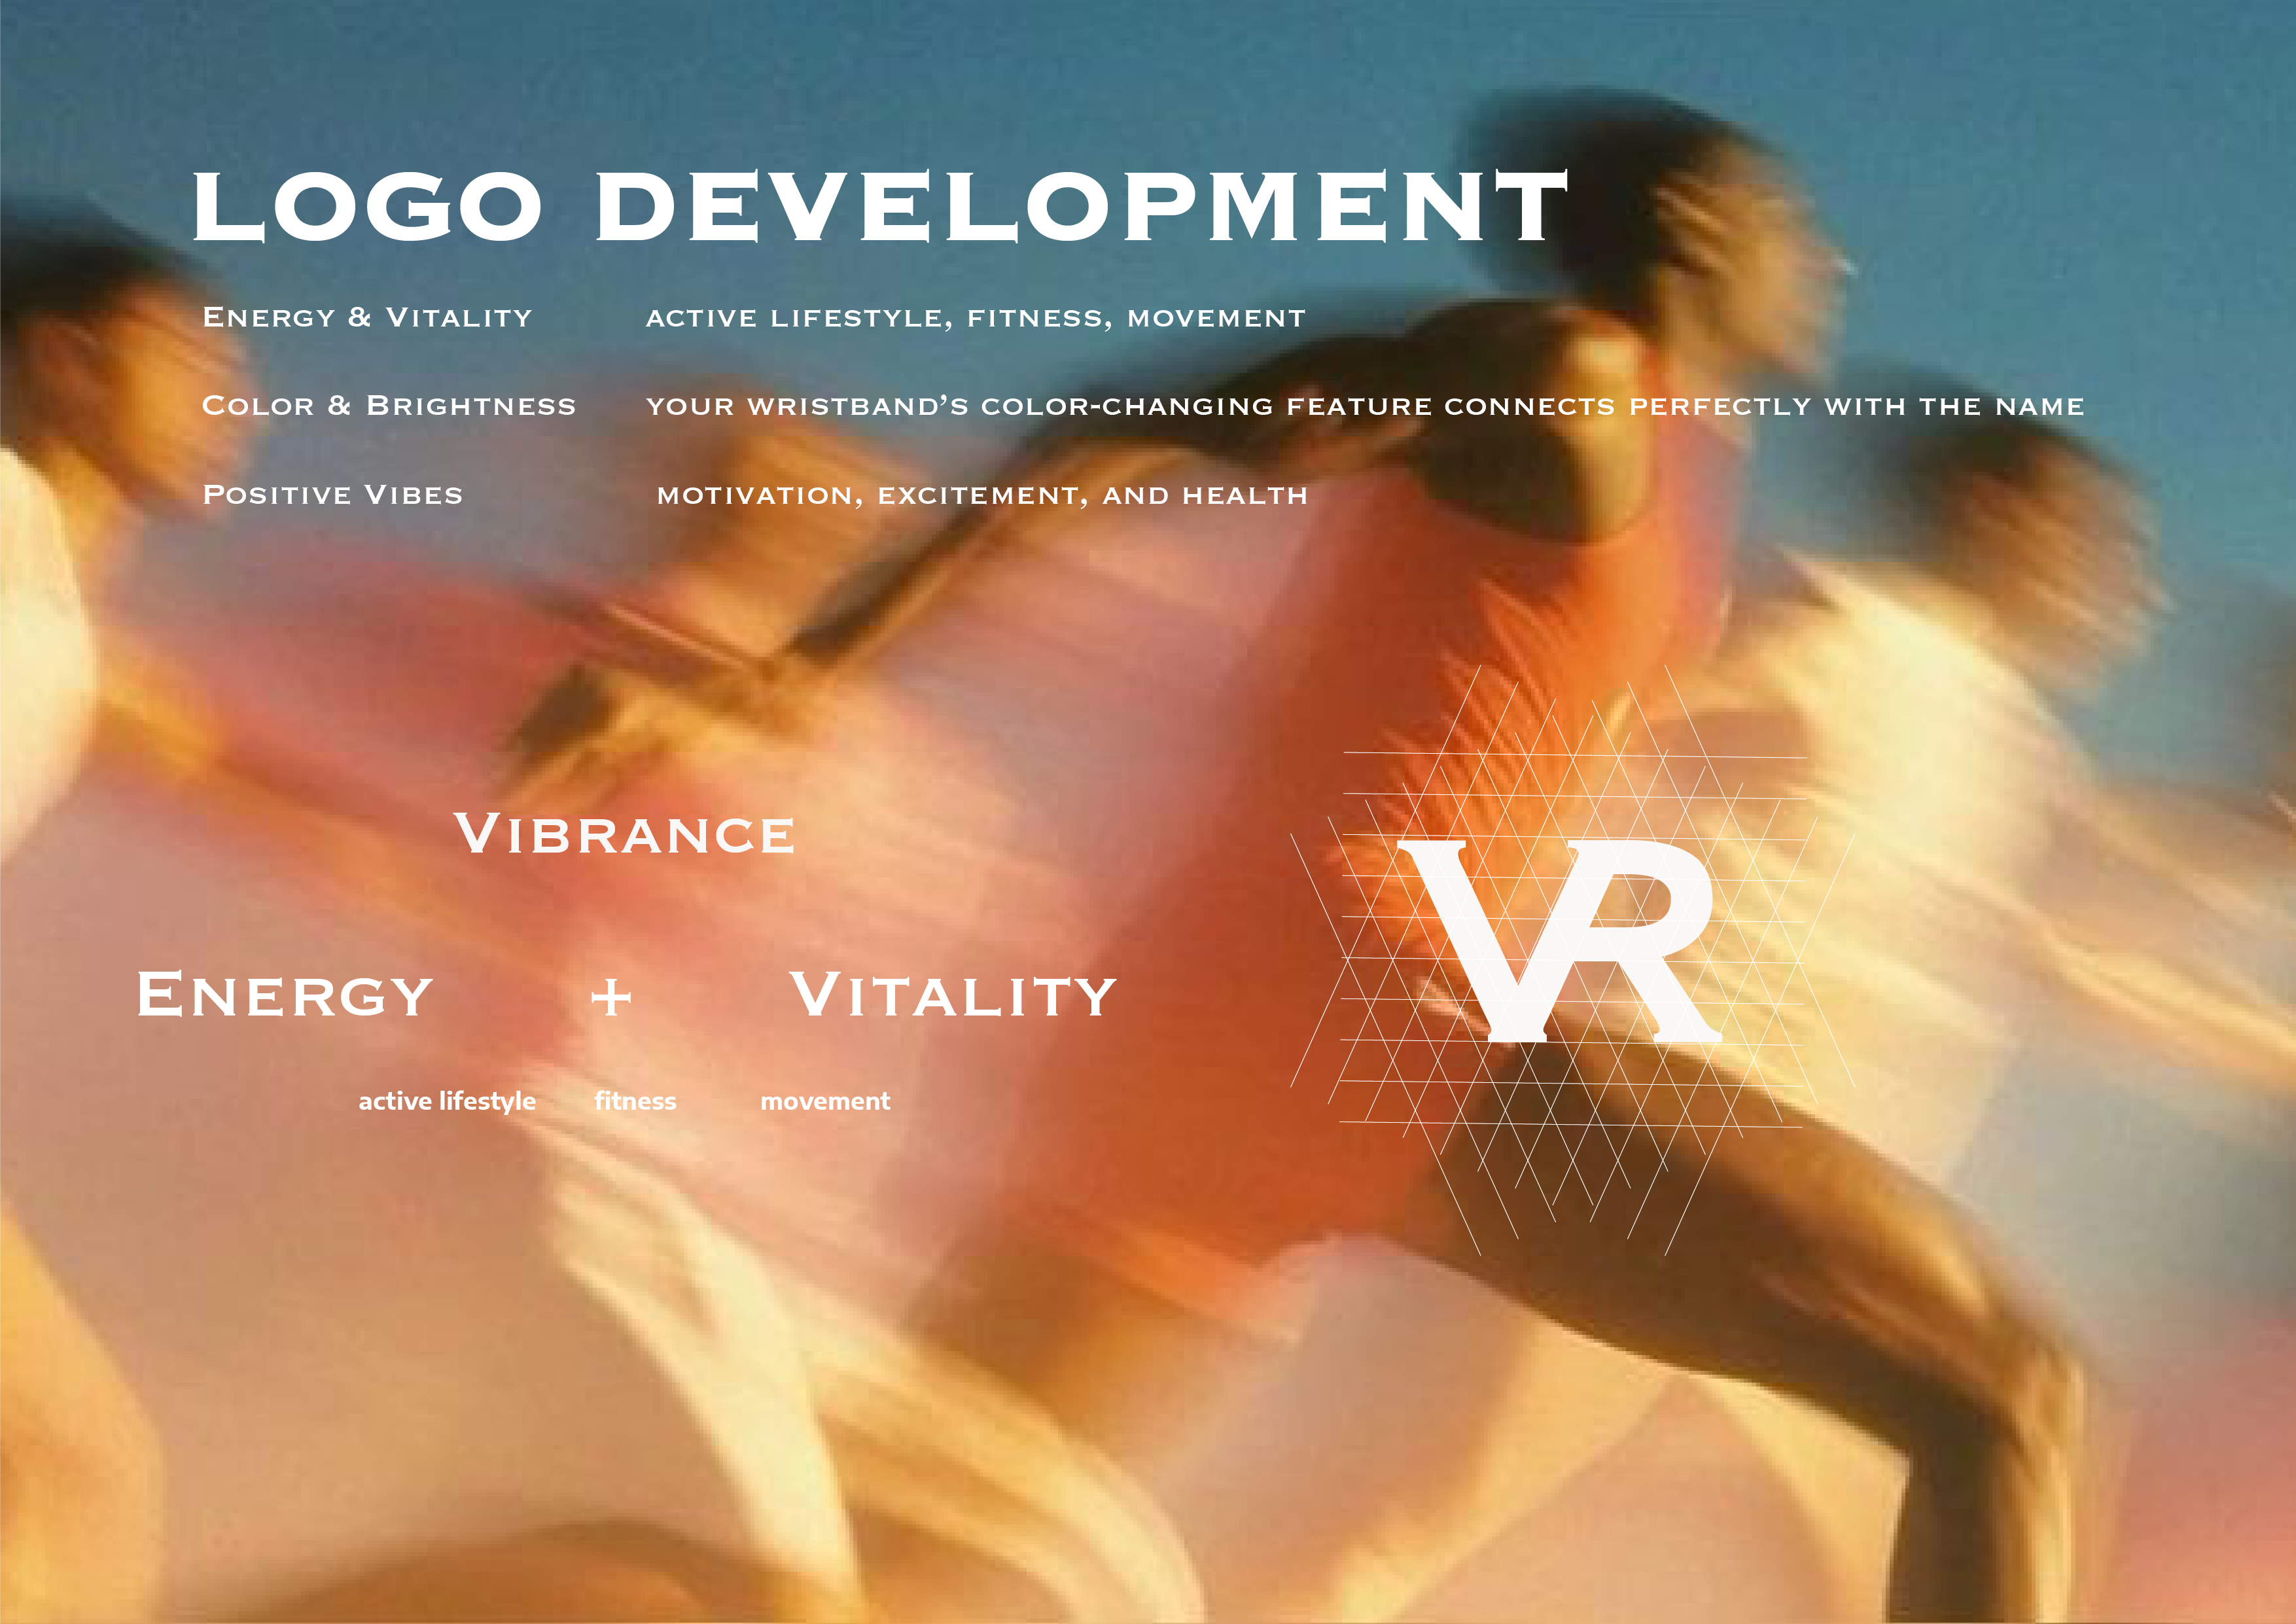 LOGO DEVELOPMENT
Energy & Vitality active lifestyle, fitness, movement
Color & Brightness your wristband’s color-changing feature connects perfectly with the name
Positive Vibes motivation, excitement, and health
Vibrance
Energy + Vitality
active lifestyle fitness movement
VR